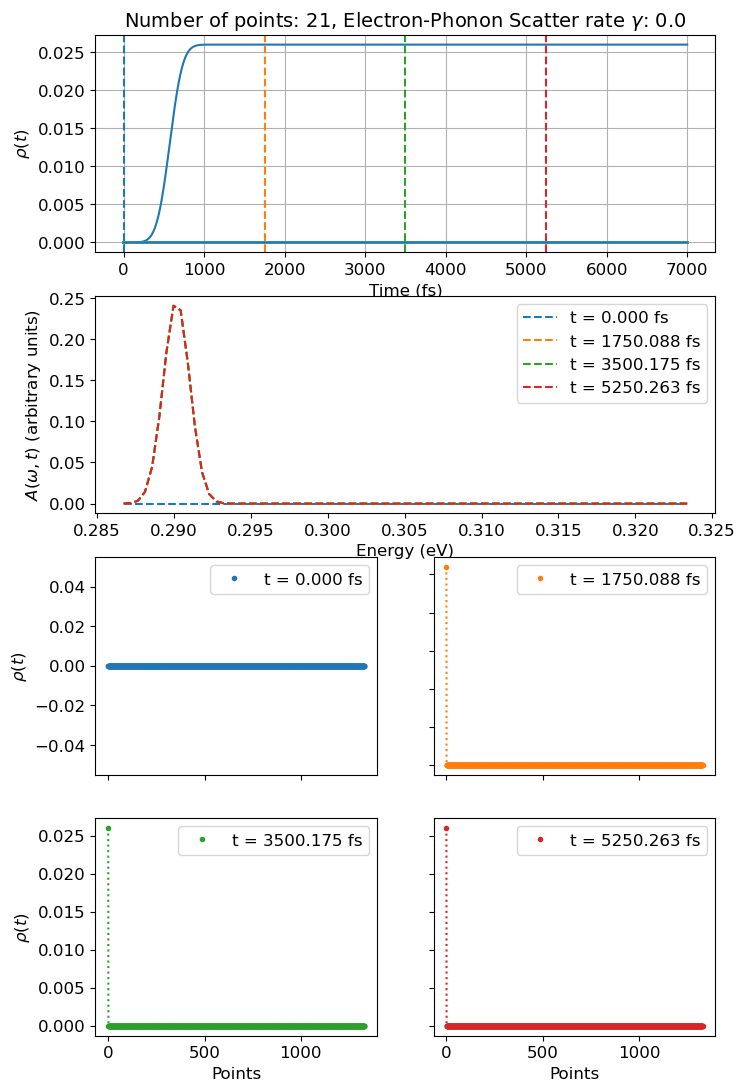 Number of points: 21, Electron-Phonon Scatter rate γ: 0.0
0.025
0.020
0.015
0.010
0.005
0.000
ρ(t)
0 1000 2000 3000 4000 5000 6000 7000
Time (fs)
0.25
0.20
0.15
0.10
0.05
0.00
A(ω, t) (arbitrary units)
t = 0.000 fs
t = 1750.088 fs
t = 3500.175 fs
t = 5250.263 fs
0.285 0.290 0.295 0.300 0.305 0.310 0.315 0.320 0.325
Energy (eV)
0.04
0.02
0.00
−0.02
−0.04
ρ(t)
t = 0.000 fs
t = 1750.088 fs
0.025
0.020
0.015
0.010
0.005
0.000
ρ(t)
t = 3500.175 fs
0 500 1000
Points
t = 5250.263 fs
0 500 1000
Points